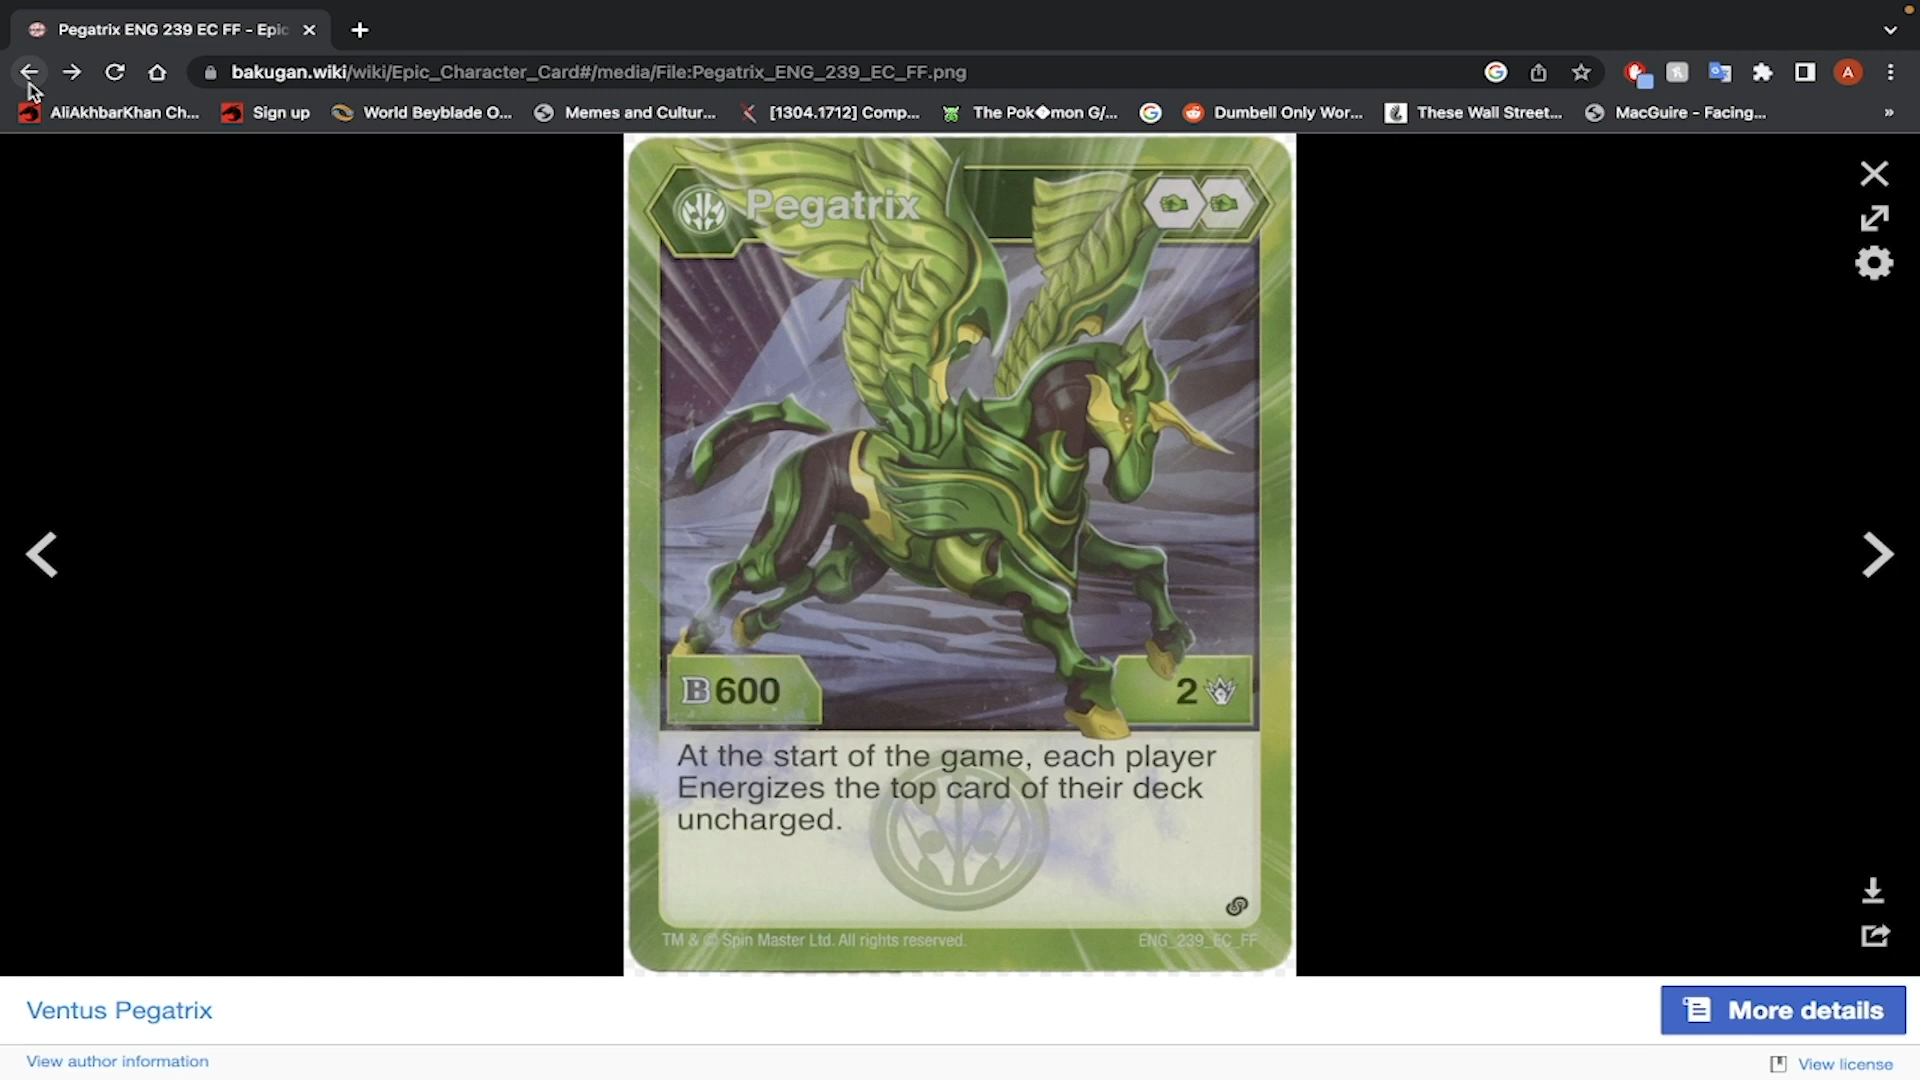 Pegatrix ENG 239 EC FF - Epic
bakugan.wiki/wiki/Epic_Character_Card#/media/File:Pegatrix_ENG_239_EC_FF.png
A
AliAkhbarKhan Ch...
Sign up
World Beyblade O...
Memes and Cultur...
[1304.1712] Comp...
The Pok�mon G/...
Dumbell Only Wor...
These Wall Street...
MacGuire - Facing...
»
Pegatrix
B 600
2
At the start of the game, each player
Energizes the top card of their deck
uncharged.
TM & © Spin Master Ltd. All rights reserved.
ENG_239_EC_FF
Ventus Pegatrix
More details
View author information
View license